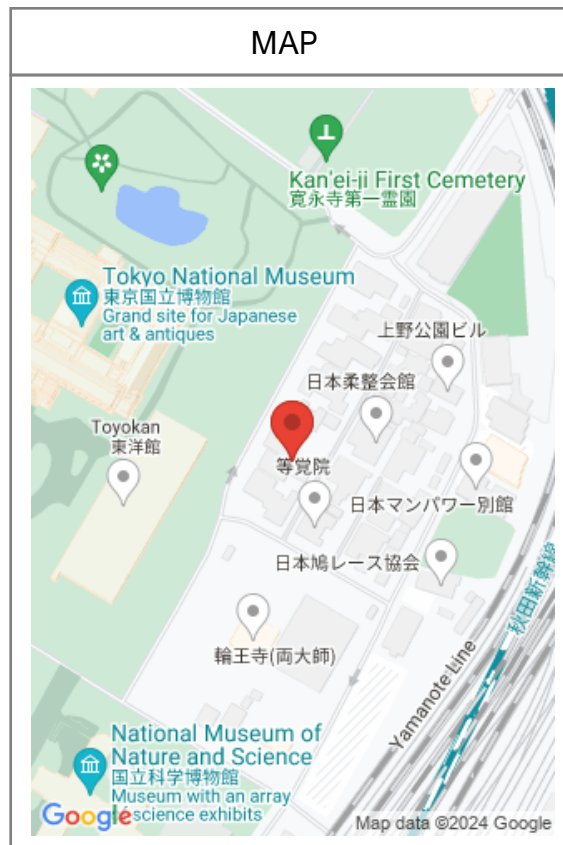 MAP
Kan'ei-ji First Cemetery
寛永寺第一霊園
Tokyo National Museum
東京国立博物館
Grand site for Japanese
art & antiques
上野公園ビル
日本柔整会館
Toyokan
東洋館
等覚院
日本マンパワー別館
日本鳩レース協会
秋田新幹線
輪王寺(両大師)
Yamanote Line
National Museum of
Nature and Science
国立科学博物館
Museum with an array
science exhibits
Google
Map data ©2024 Google